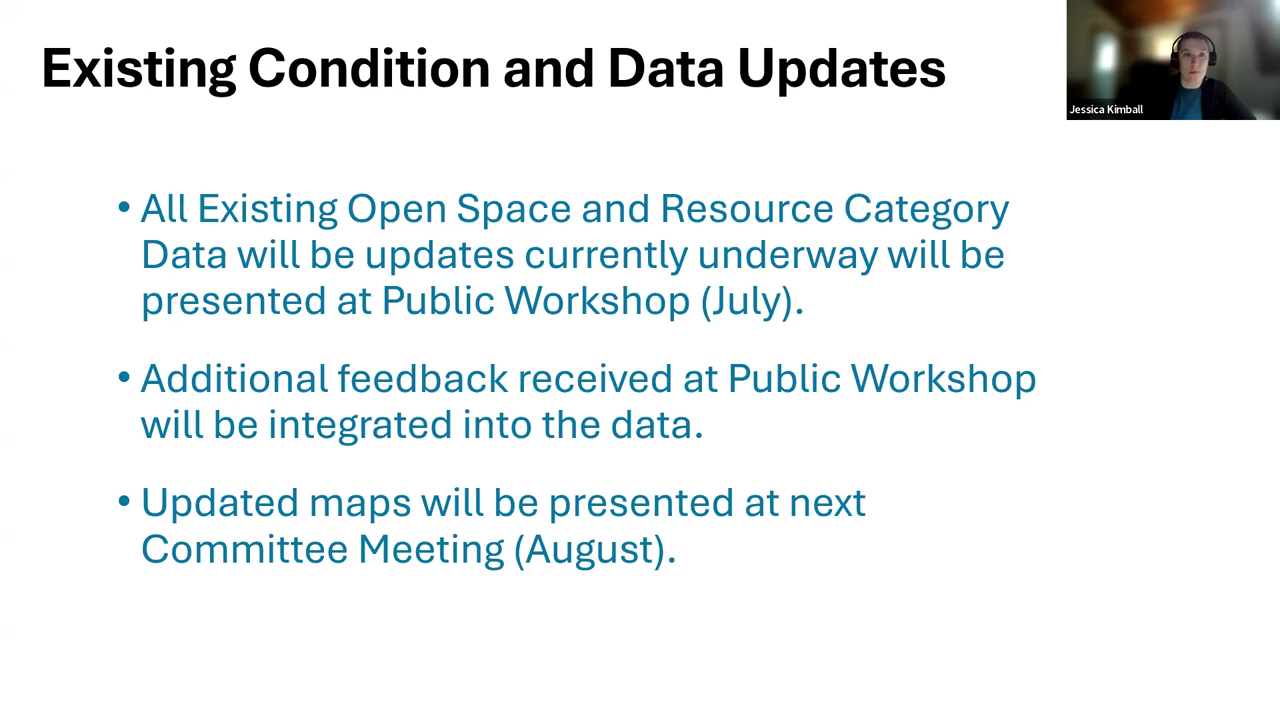 Existing Condition and Data Updates
Jessica Kimball
• All Existing Open Space and Resource Category
Data will be updates currently underway will be
presented at Public Workshop (July).
• Additional feedback received at Public Workshop
will be integrated into the data.
• Updated maps will be presented at next
Committee Meeting (August).